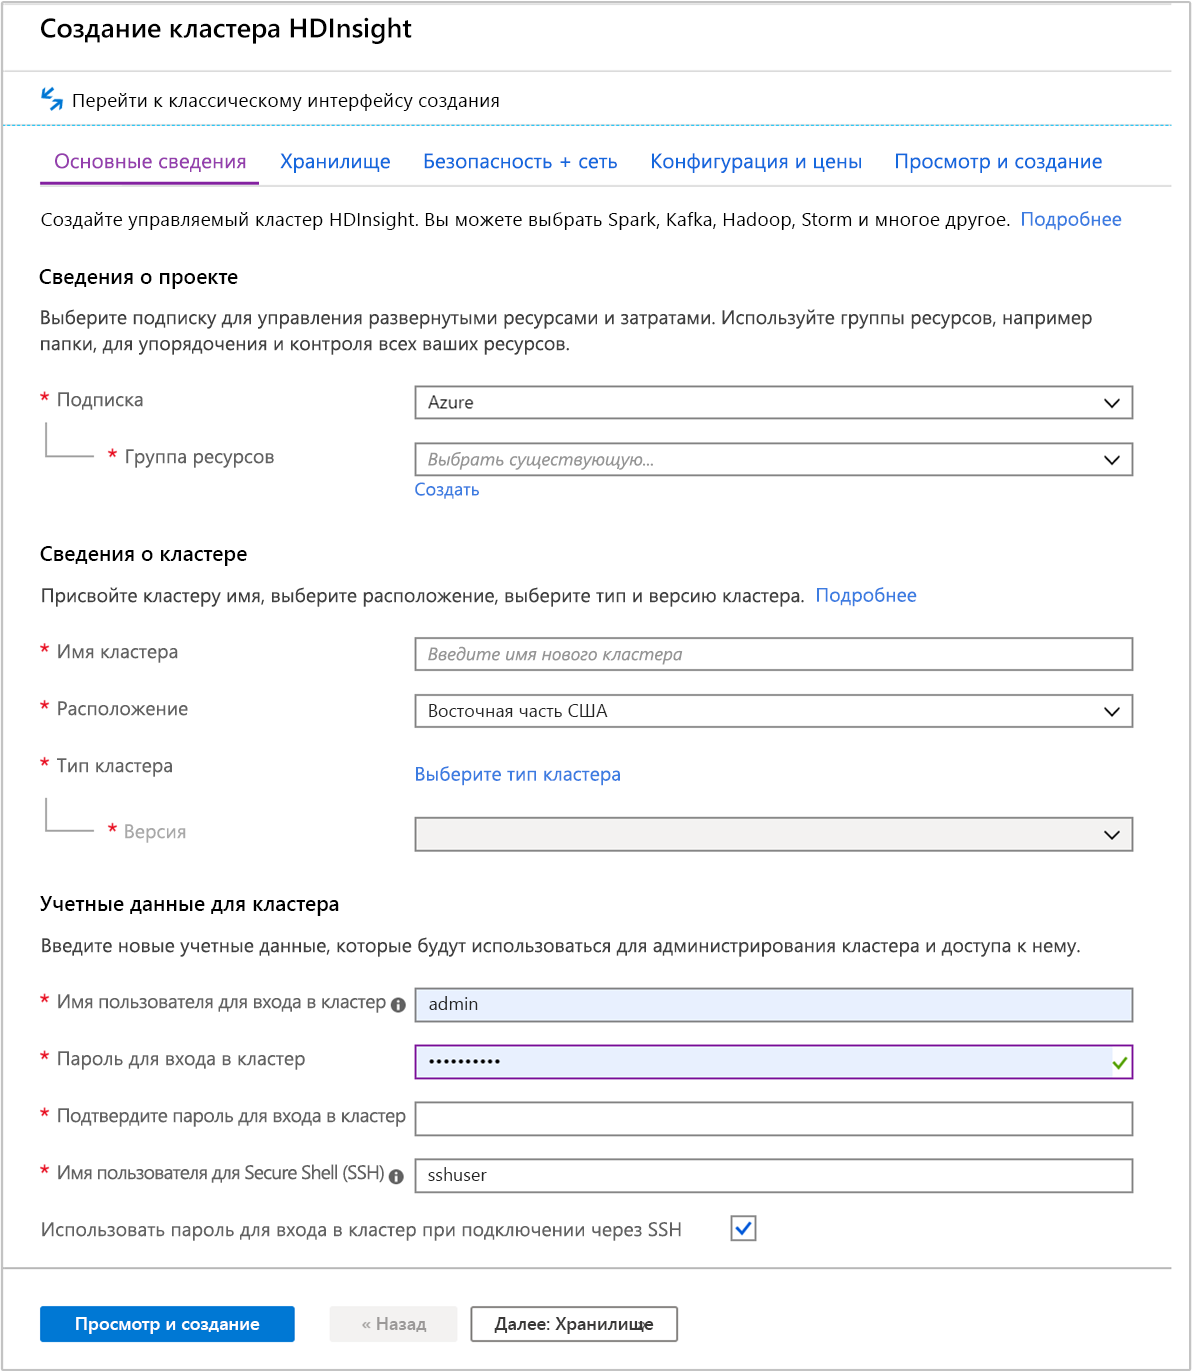 Создание кластера HDInsight
Перейти к классическому интерфейсу создания
Основные сведения Хранилище Безопасность + сеть Конфигурация и цены Просмотр и создание
Создайте управляемый кластер HDInsight. Вы можете выбрать Spark, Kafka, Hadoop, Storm и многое другое. Подробнее
Сведения о проекте
Выберите подписку для управления развернутыми ресурсами и затратами. Используйте группы ресурсов, например
папки, для упорядочения и контроля всех ваших ресурсов.
* Подписка Azure
* Группа ресурсов Выбрать существующую...
Создать
Сведения о кластере
Присвойте кластеру имя, выберите расположение, выберите тип и версию кластера. Подробнее
* Имя кластера Введите имя нового кластера
* Расположение Восточная часть США
* Тип кластера Выберите тип кластера
* Версия
Учетные данные для кластера
Введите новые учетные данные, которые будут использоваться для администрирования кластера и доступа к нему.
* Имя пользователя для входа в кластер admin
* Пароль для входа в кластер ••••••••••
* Подтвердите пароль для входа в кластер
* Имя пользователя для Secure Shell (SSH) sshuser
Использовать пароль для входа в кластер при подключении через SSH
Просмотр и создание « Назад Далее: Хранилище